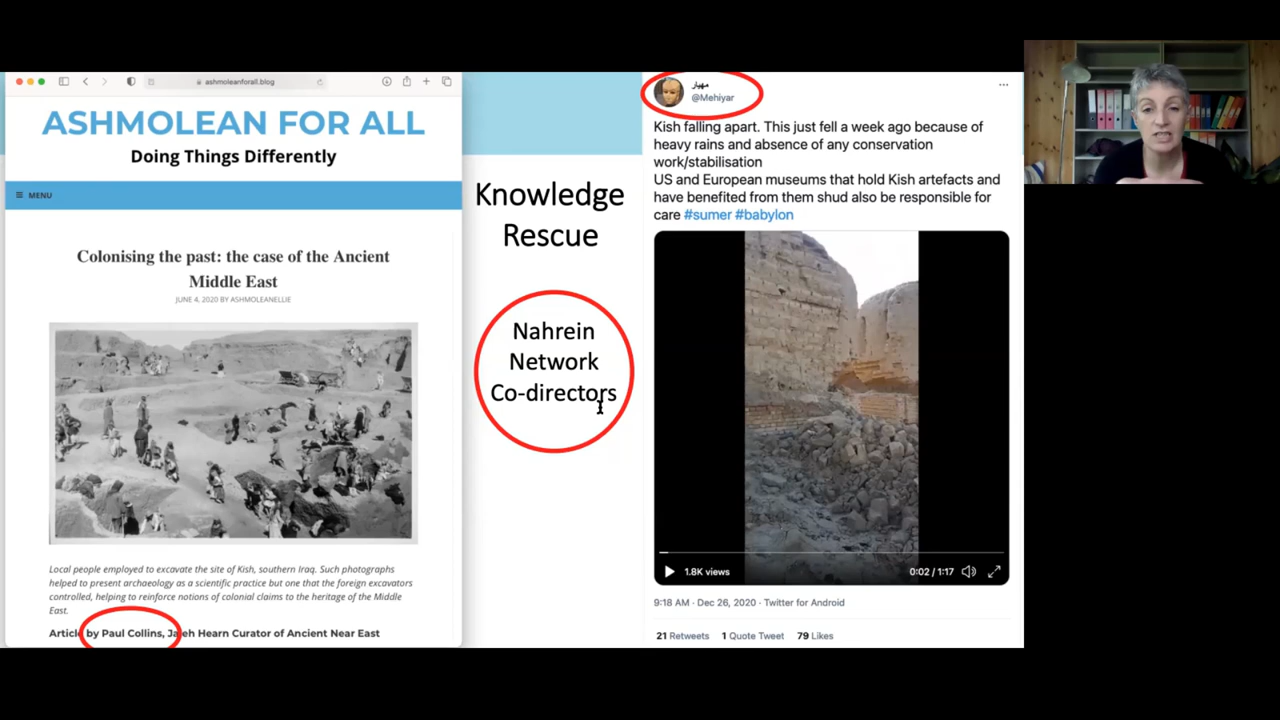 ashmoleanforall.blog
ASHMOLEAN FOR ALL
Doing Things Differently
MENU
Colonising the past: the case of the Ancient
Middle East
JUNE 4, 2020 BY ASHMOLEANELLIE
Local people employed to excavate the site of Kish, southern Iraq. Such photographs
helped to present archaeology as a scientific practice but one that the foreign excavators
controlled, helping to reinforce notions of colonial claims to the heritage of the Middle
East.
Article by Paul Collins, Jaleh Hearn Curator of Ancient Near East
Knowledge
Rescue
Nahrein
Network
Co-directors
مهيار
@Mehiyar
Kish falling apart. This just fell a week ago because of
heavy rains and absence of any conservation
work/stabilisation
US and European museums that hold Kish artefacts and
have benefited from them shud also be responsible for
care #sumer #babylon
1.8K views
0:02 / 1:17
9:18 AM · Dec 26, 2020 · Twitter for Android
21 Retweets 1 Quote Tweet 79 Likes